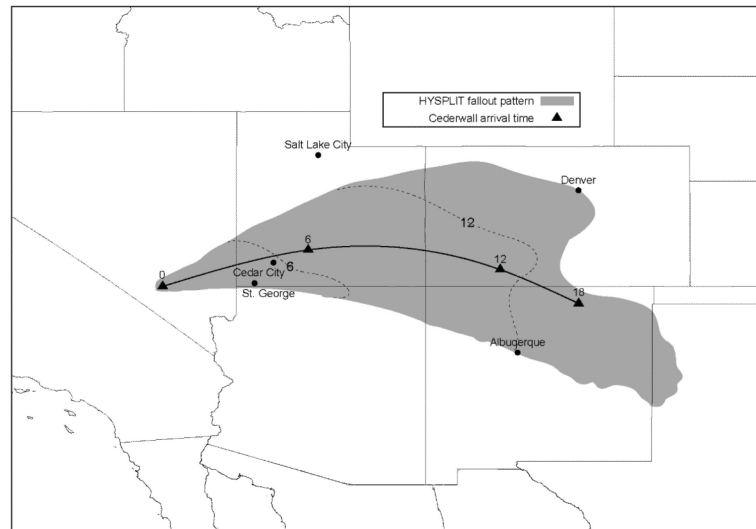 HYSPLIT fallout pattern
Cederwall arrival time
Salt Lake City
Denver
12
6
0
Cedar City
6
12
St. George
18
Albuquerque